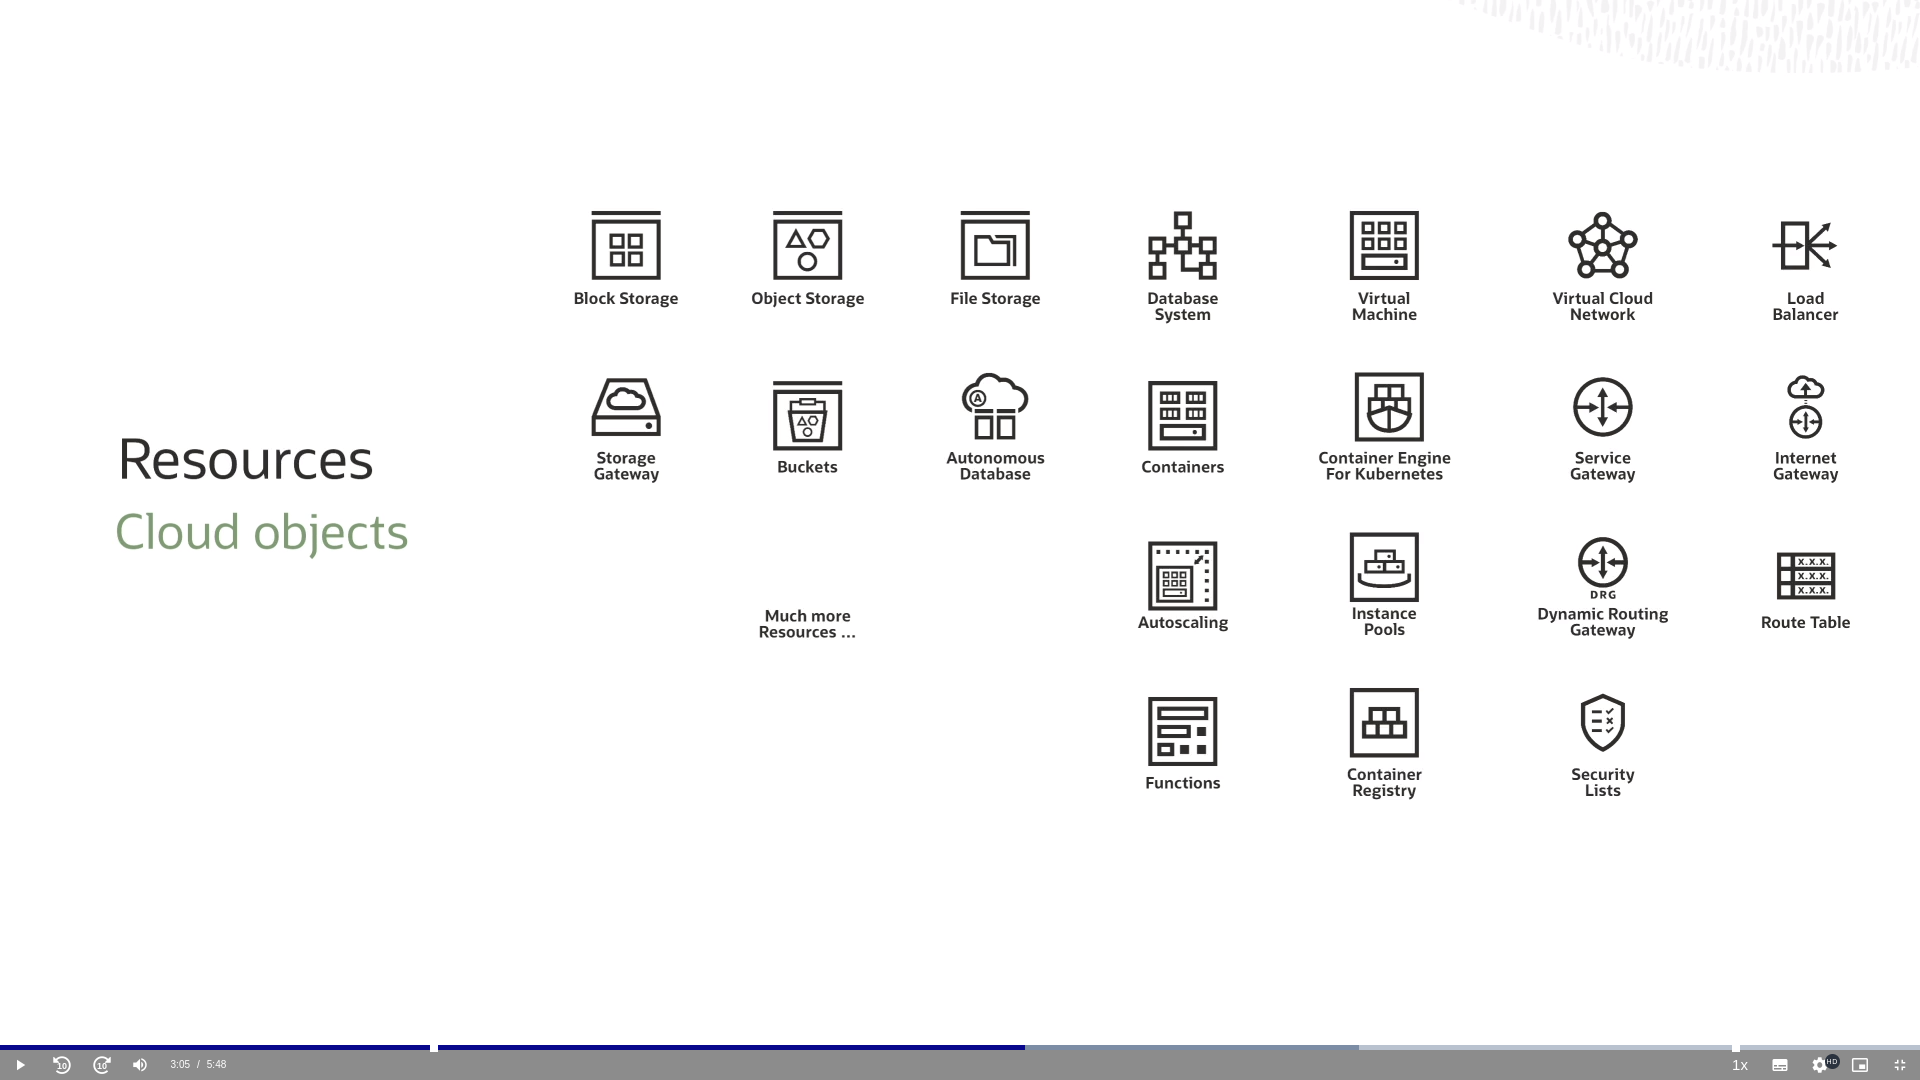 Resources
Cloud objects
Block Storage
Object Storage
File Storage
Database
System
Virtual
Machine
Virtual Cloud
Network
Load
Balancer
Storage
Gateway
Buckets
A
Autonomous
Database
Containers
Container Engine
For Kubernetes
Service
Gateway
Internet
Gateway
Much more
Resources ...
Autoscaling
Instance
Pools
DRG
Dynamic Routing
Gateway
x.x.x.
x.x.x.
x.x.x.
Route Table
Functions
Container
Registry
Security
Lists
10
10
3:05 / 5:48
1x
HD